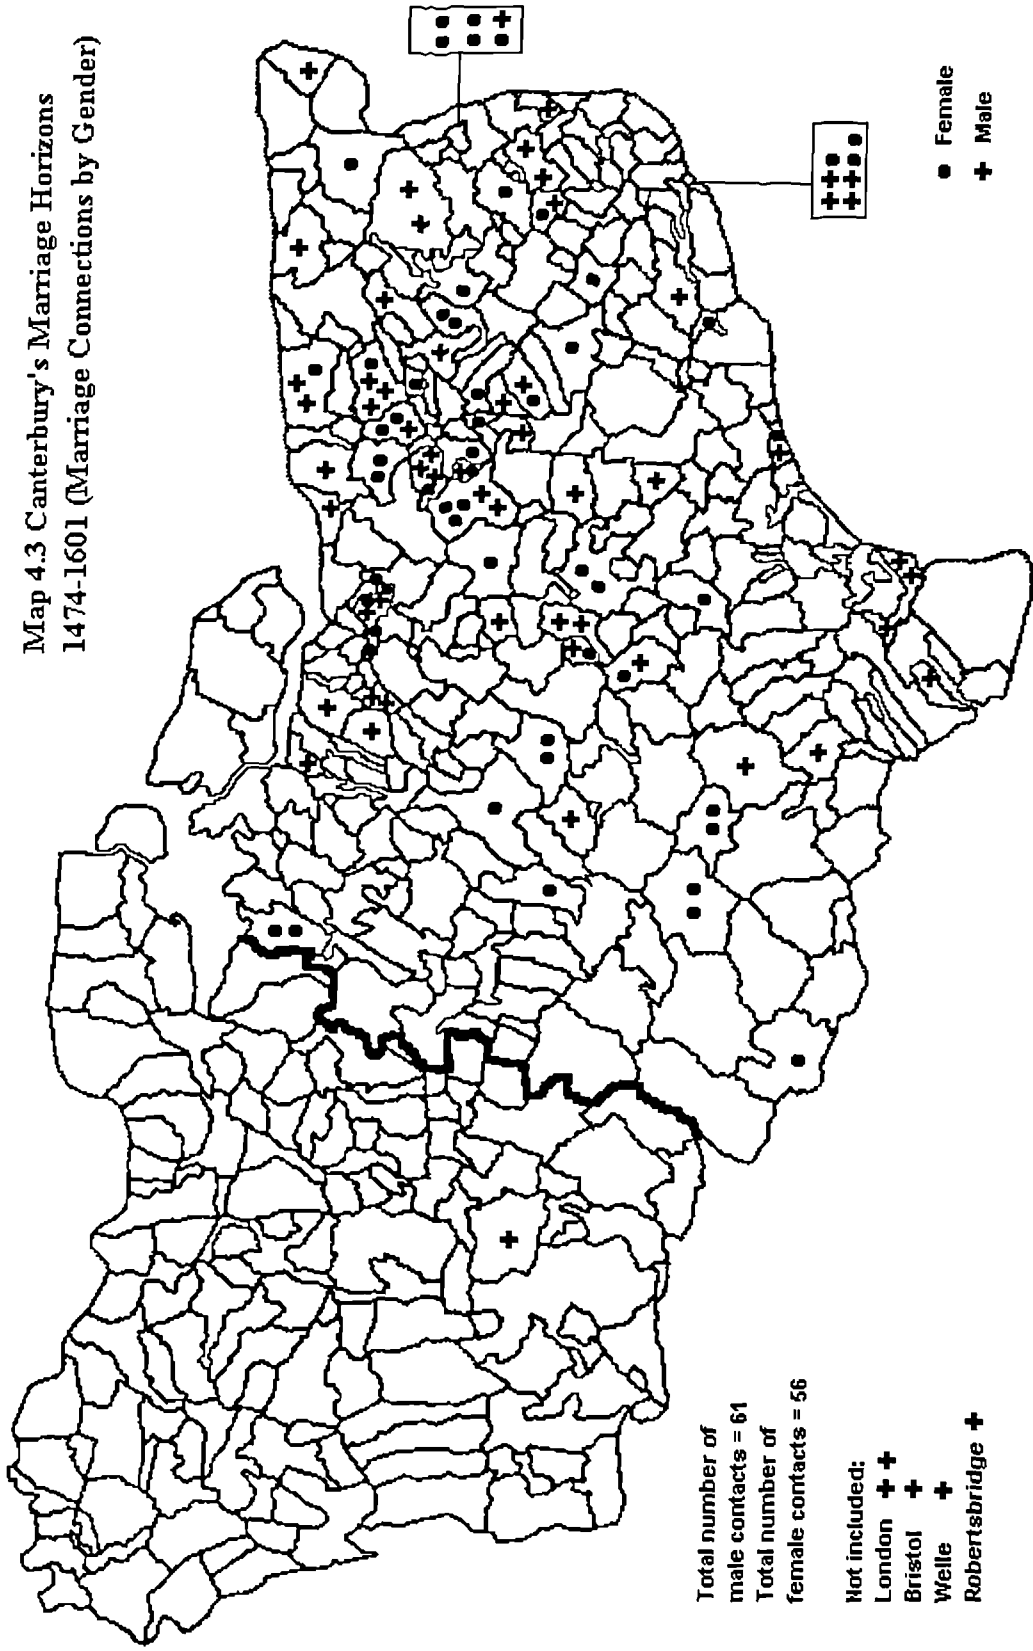 Map 4.3 Canterbury's Marriage Horizons
1474-1601 (Marriage Connections by Gender)
Female
Male
Total number of
male contacts = 61
Total number of
female contacts = 56
Not included:
London
Bristol
Welle
Robertsbridge